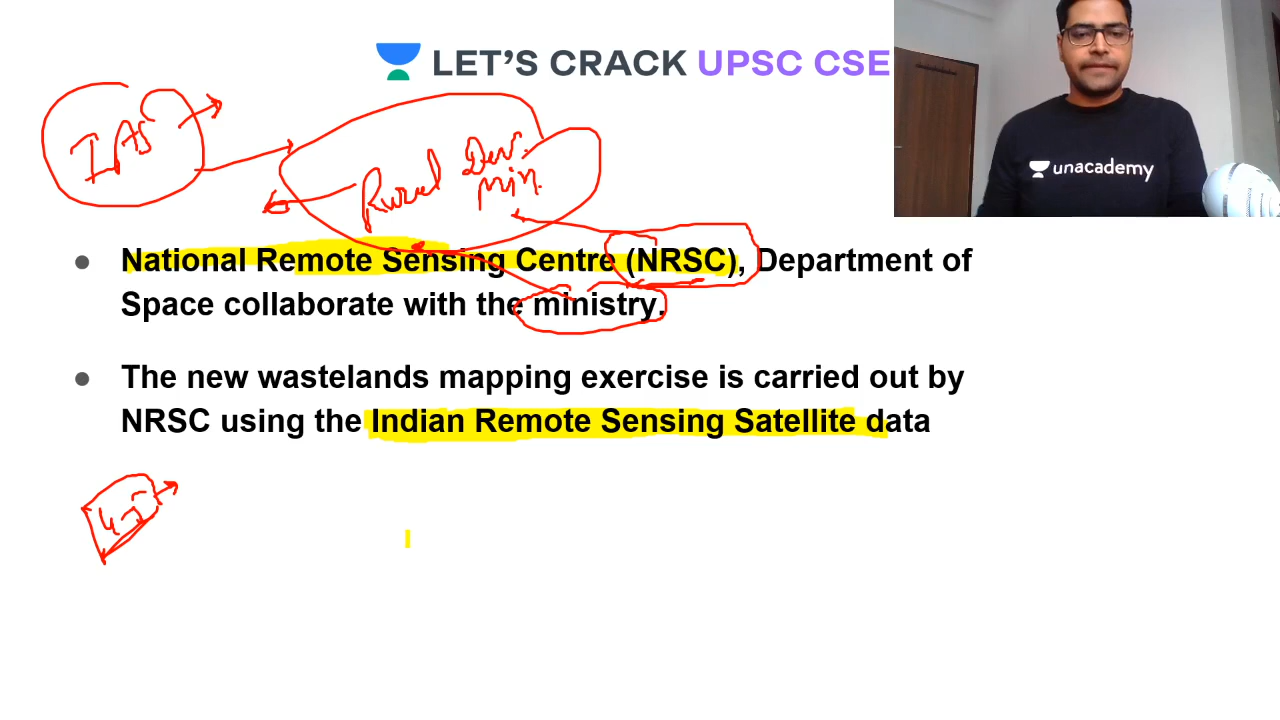 LET'S CRACK UPSC CSE
unacademy
IAS
Rural Dev.
Min.
● National Remote Sensing Centre (NRSC), Department of
Space collaborate with the ministry.
● The new wastelands mapping exercise is carried out by
NRSC using the Indian Remote Sensing Satellite data